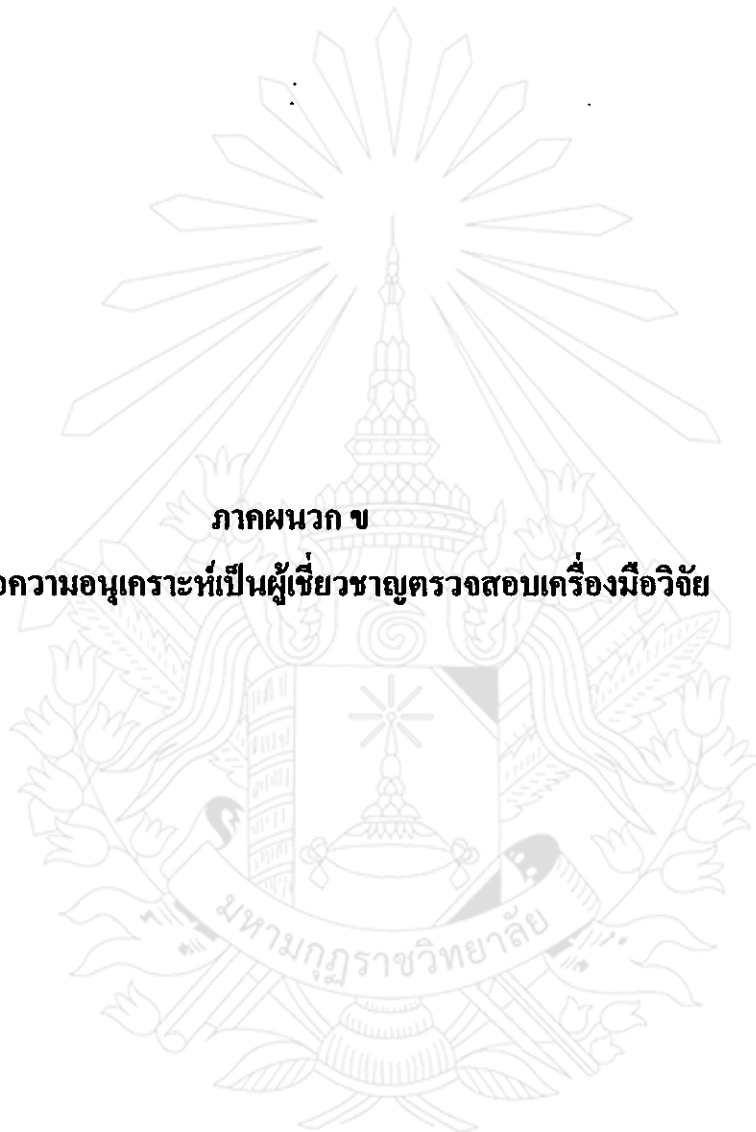 ภาคผนวก ข
ความอนุเคราะห์เป็นผู้เชี่ยวชาญตรวจสอบเครื่องมือวิจัย
มหามกุฏราชวิทยาลัย